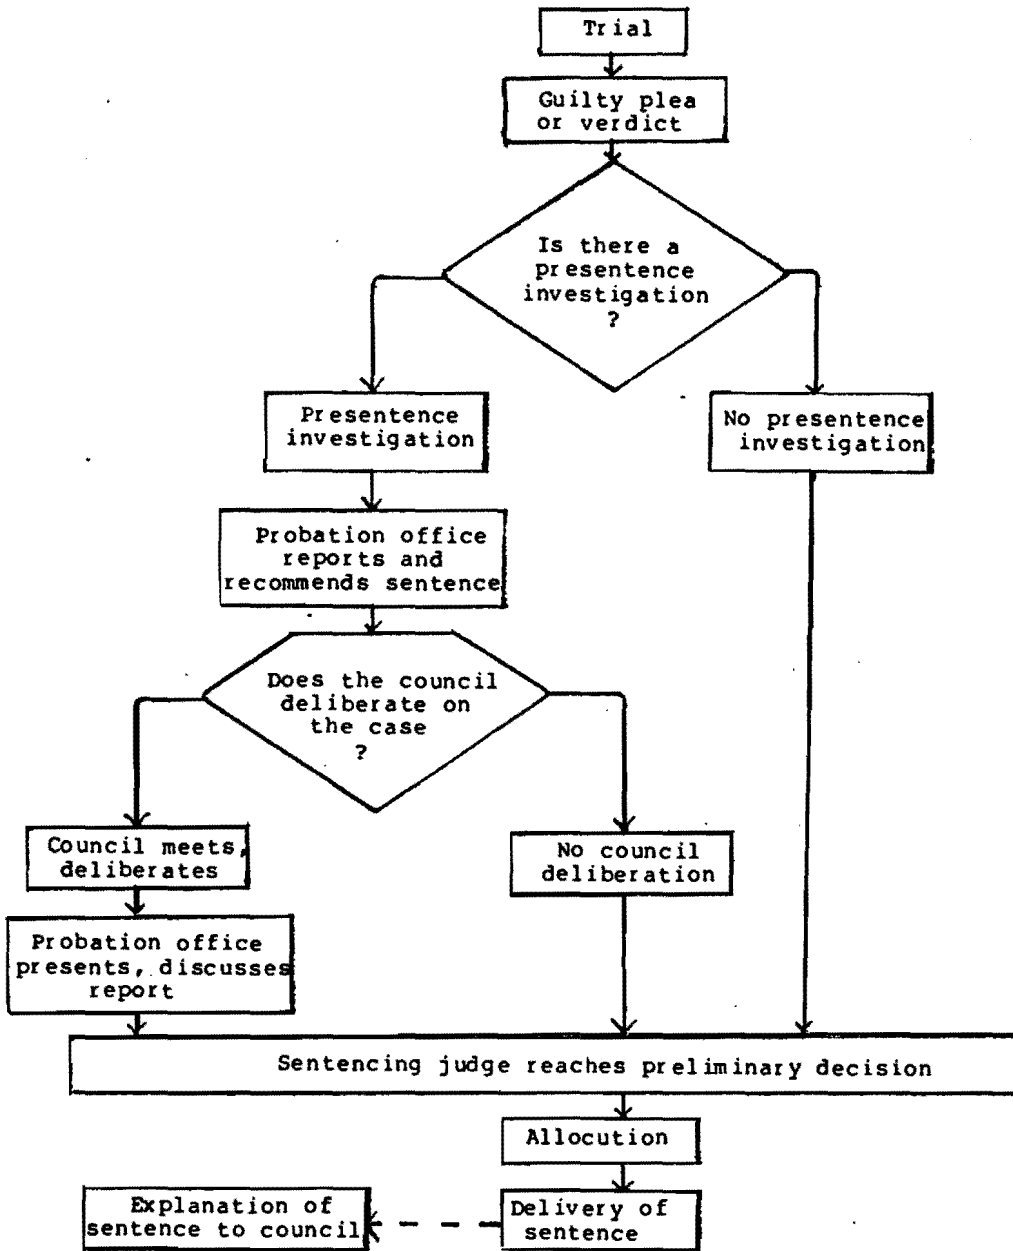 Trial
Guilty plea
or verdict
Is there a
presentence
investigation
?
Presentence
investigation
No presentence
investigation
Probation office
reports and
recommends sentence
Does the council
deliberate on
the case
?
Council meets,
deliberates
No council
deliberation
Probation office
presents, discusses
report
Sentencing judge reaches preliminary decision
Allocution
Delivery of
sentence
Explanation of
sentence to council